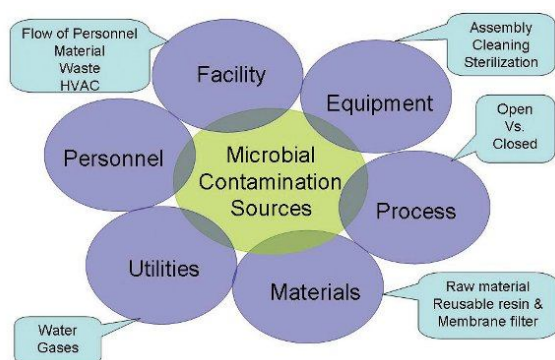 Flow of Personnel
Material
Waste
HVAC
Facility
Assembly
Cleaning
Sterilization
Equipment
Open
Vs.
Closed
Personnel
Microbial
Contamination
Sources
Process
Utilities
Materials
Raw material
Reusable resin &
Membrane filter
Water
Gases